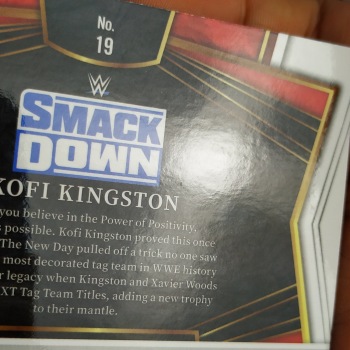 No.
19
W
SMACK
DOWN
KOFI KINGSTON
you believe in the Power of Positivity,
s possible. Kofi Kingston proved this once
The New Day pulled off a trick no one saw
most decorated tag team in WWE history
r legacy when Kingston and Xavier Woods
XT Tag Team Titles, adding a new trophy
to their mantle.